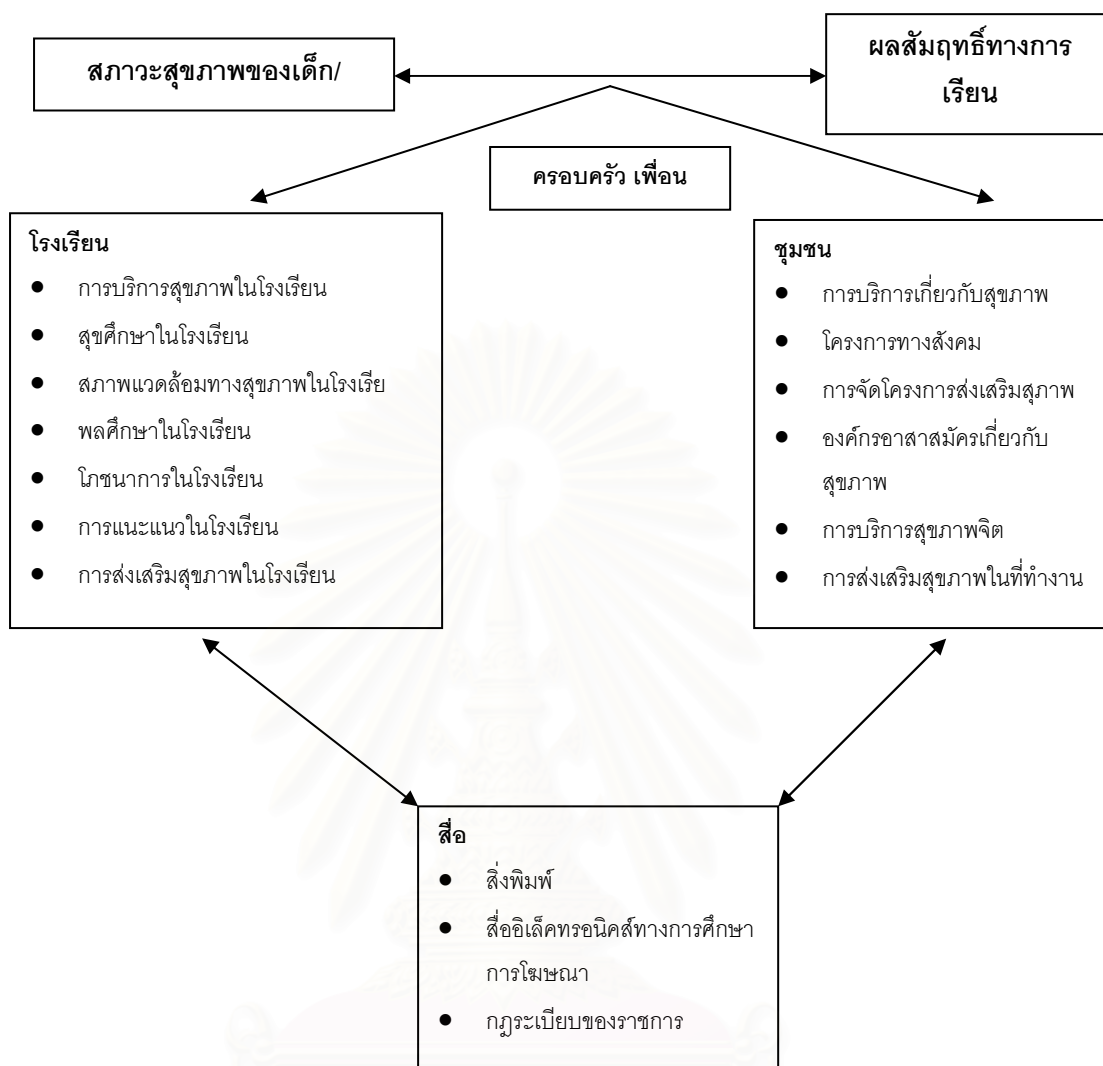 สภาวะสุขภาพของเด็ก/
ผลสัมฤทธิ์ทางการ
เรียน
ครอบครัว เพื่อน
โรงเรียน
● การบริการสุขภาพในโรงเรียน
● สุขศึกษาในโรงเรียน
● สภาพแวดล้อมทางสุขภาพในโรงเรีย
● พลศึกษาในโรงเรียน
● โภชนาการในโรงเรียน
● การแนะแนวในโรงเรียน
● การส่งเสริมสุขภาพในโรงเรียน
ชุมชน
● การบริการเกี่ยวกับสุขภาพ
● โครงการทางสังคม
● การจัดโครงการส่งเสริมสุภาพ
● องค์กรอาสาสมัครเกี่ยวกับ
สุขภาพ
● การบริการสุขภาพจิต
● การส่งเสริมสุขภาพในที่ทำงาน
สื่อ
● สิ่งพิมพ์
● สื่ออิเล็คทรอนิคส์ทางการศึกษา
การโฆษณา
● กฎระเบียบของราชการ